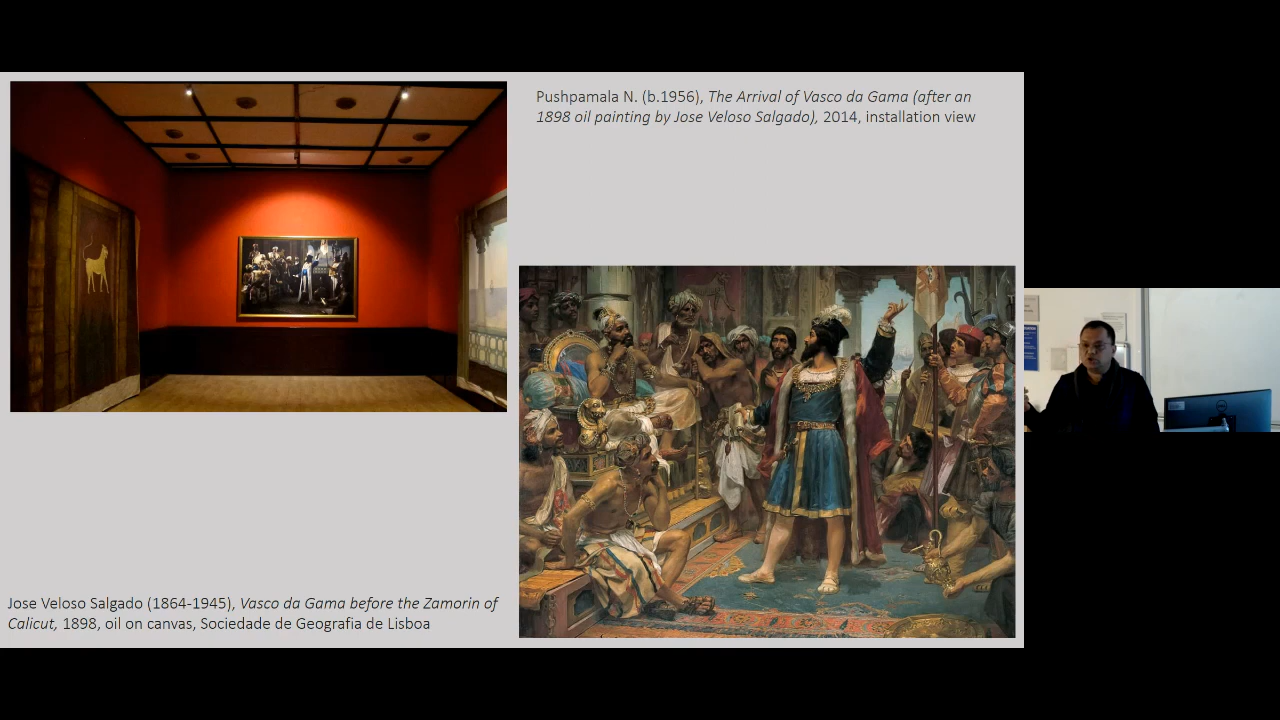 Pushpamala N. (b.1956), The Arrival of Vasco da Gama (after an
1898 oil painting by Jose Veloso Salgado), 2014, installation view
Jose Veloso Salgado (1864-1945), Vasco da Gama before the Zamorin of
Calicut, 1898, oil on canvas, Sociedade de Geografia de Lisboa